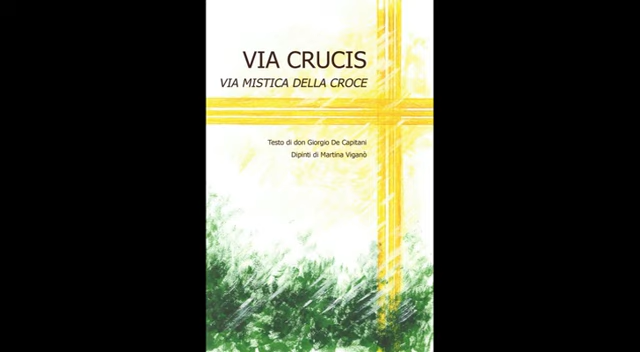 VIA CRUCIS
VIA MISTICA DELLA CROCE
Testo di don Giorgio De Capitani
Dipinti di Martina Viganò